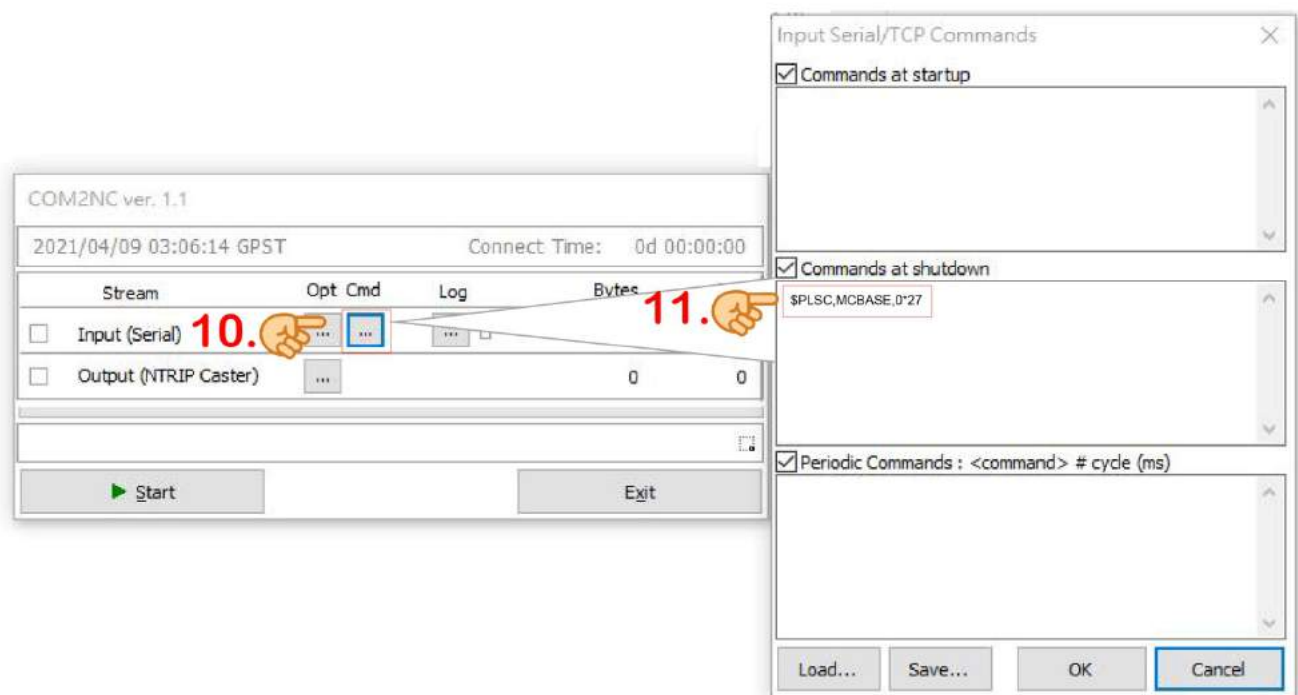 COM2NC ver. 1.1
2021/04/09 03:06:14 GPST Connect Time: 0d 00:00:00
Stream Opt Cmd Log Bytes
Input (Serial) 10. ... ... ...
Output (NTRIP Caster) ... 0 0
Start Exit
Input Serial/TCP Commands
Commands at startup
Commands at shutdown
11. $PLSC,MCBASE,0*27
Periodic Commands : <command> # cycle (ms)
Load... Save... OK Cancel